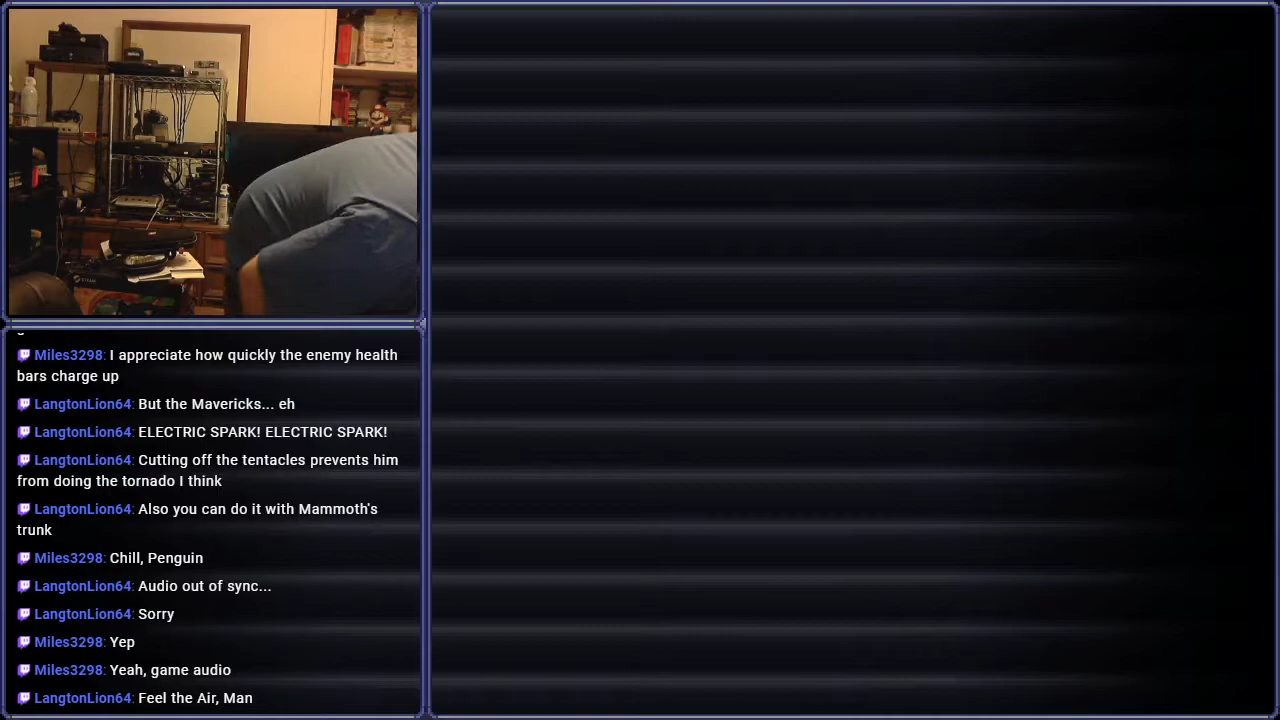 Miles3298: I appreciate how quickly the enemy health
bars charge up
LangtonLion64: But the Mavericks... eh
LangtonLion64: ELECTRIC SPARK! ELECTRIC SPARK!
LangtonLion64: Cutting off the tentacles prevents him
from doing the tornado I think
LangtonLion64: Also you can do it with Mammoth's
trunk
Miles3298: Chill, Penguin
LangtonLion64: Audio out of sync...
LangtonLion64: Sorry
Miles3298: Yep
Miles3298: Yeah, game audio
LangtonLion64: Feel the Air, Man